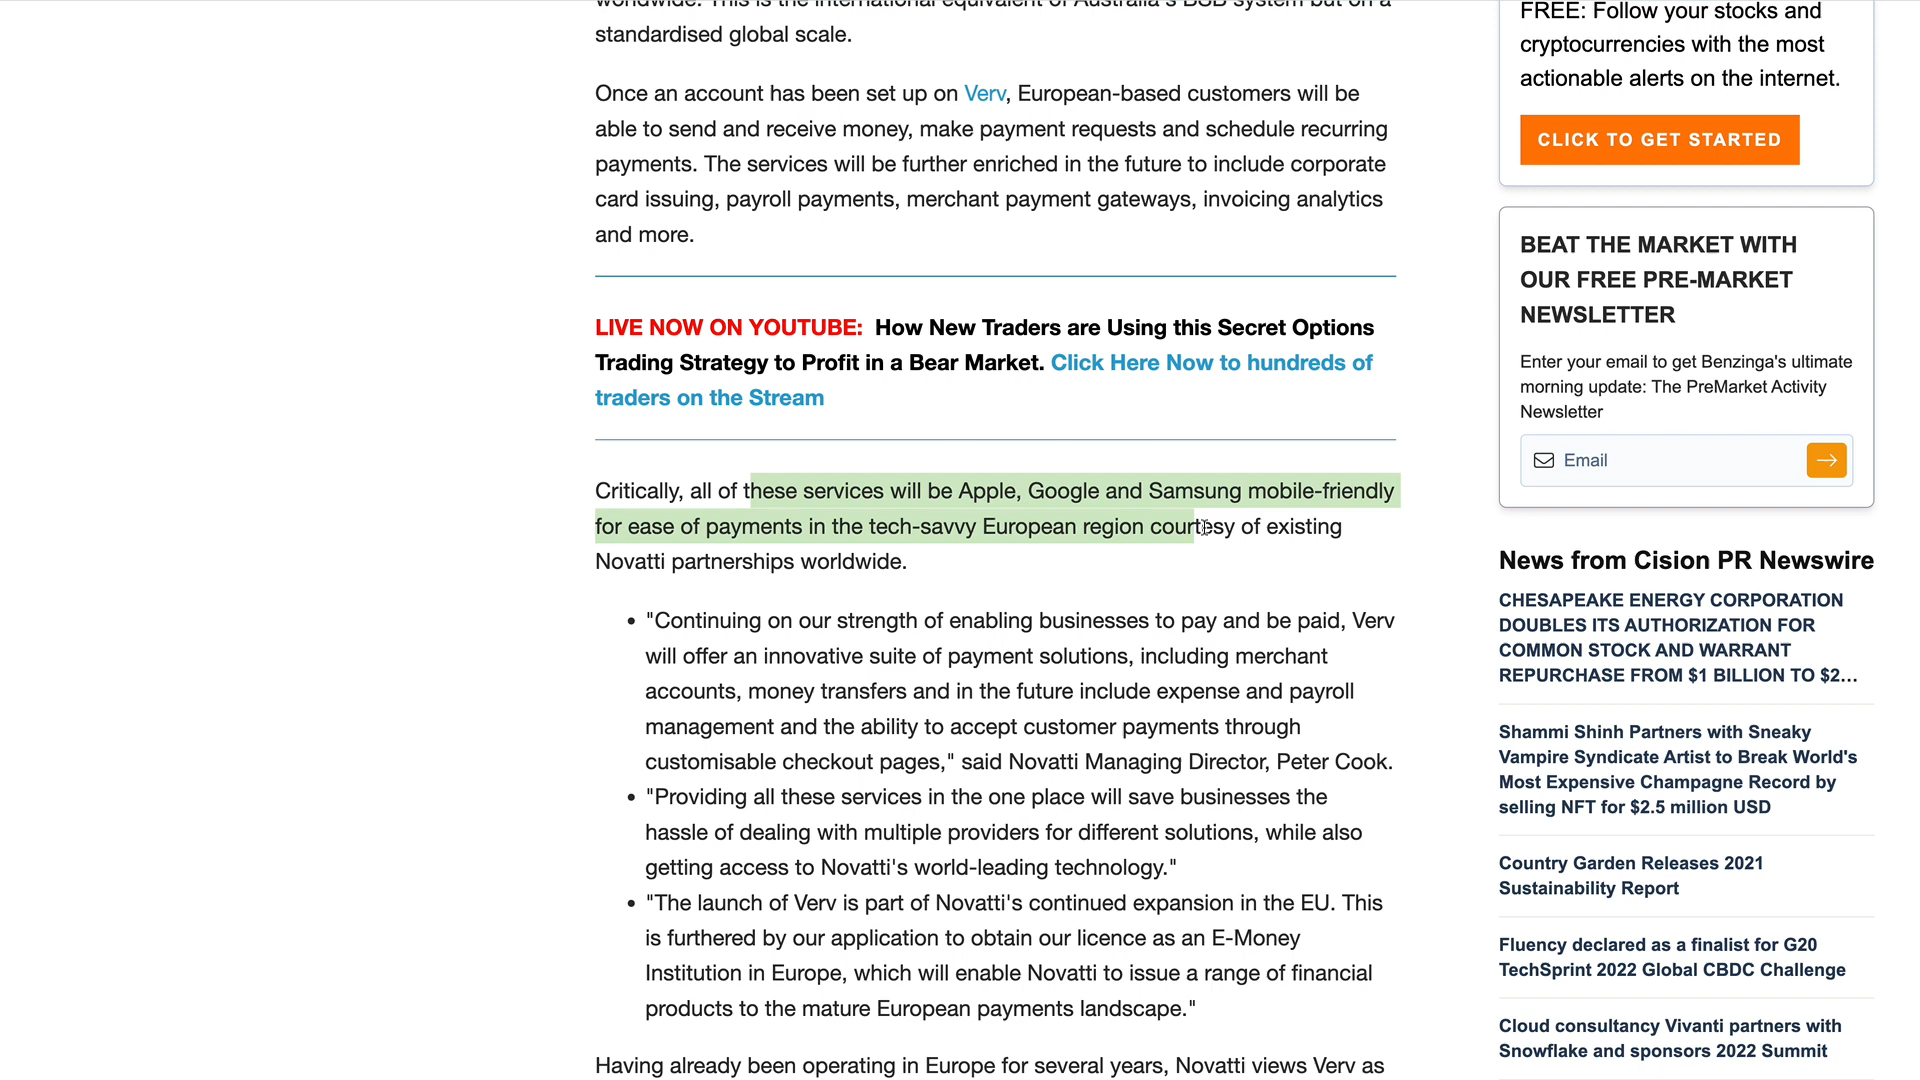 standardised global scale.
Once an account has been set up on Verv, European-based customers will be
able to send and receive money, make payment requests and schedule recurring
payments. The services will be further enriched in the future to include corporate
card issuing, payroll payments, merchant payment gateways, invoicing analytics
and more.
LIVE NOW ON YOUTUBE: How New Traders are Using this Secret Options
Trading Strategy to Profit in a Bear Market. Click Here Now to hundreds of
traders on the Stream
Critically, all of these services will be Apple, Google and Samsung mobile-friendly
for ease of payments in the tech-savvy European region courtesy of existing
Novatti partnerships worldwide.
• "Continuing on our strength of enabling businesses to pay and be paid, Verv
will offer an innovative suite of payment solutions, including merchant
accounts, money transfers and in the future include expense and payroll
management and the ability to accept customer payments through
customisable checkout pages," said Novatti Managing Director, Peter Cook.
• "Providing all these services in the one place will save businesses the
hassle of dealing with multiple providers for different solutions, while also
getting access to Novatti's world-leading technology."
• "The launch of Verv is part of Novatti's continued expansion in the EU. This
is furthered by our application to obtain our licence as an E-Money
Institution in Europe, which will enable Novatti to issue a range of financial
products to the mature European payments landscape."
Having already been operating in Europe for several years, Novatti views Verv as
FREE: Follow your stocks and
cryptocurrencies with the most
actionable alerts on the internet.
CLICK TO GET STARTED
BEAT THE MARKET WITH
OUR FREE PRE-MARKET
NEWSLETTER
Enter your email to get Benzinga's ultimate
morning update: The PreMarket Activity
Newsletter
Email
News from Cision PR Newswire
CHESAPEAKE ENERGY CORPORATION
DOUBLES ITS AUTHORIZATION FOR
COMMON STOCK AND WARRANT
REPURCHASE FROM $1 BILLION TO $2...
Shammi Shinh Partners with Sneaky
Vampire Syndicate Artist to Break World's
Most Expensive Champagne Record by
selling NFT for $2.5 million USD
Country Garden Releases 2021
Sustainability Report
Fluency declared as a finalist for G20
TechSprint 2022 Global CBDC Challenge
Cloud consultancy Vivanti partners with
Snowflake and sponsors 2022 Summit